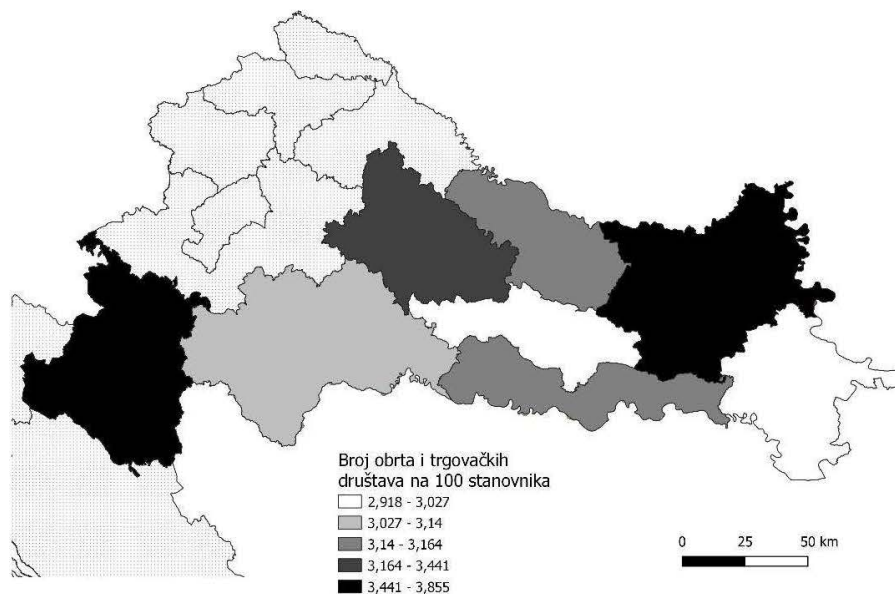 Broj obrta i trgovačkih
društava na 100 stanovnika
2,918 - 3,027
3,027 - 3,14
3,14 - 3,164
3,164 - 3,441
3,441 - 3,855
0 25 50 km